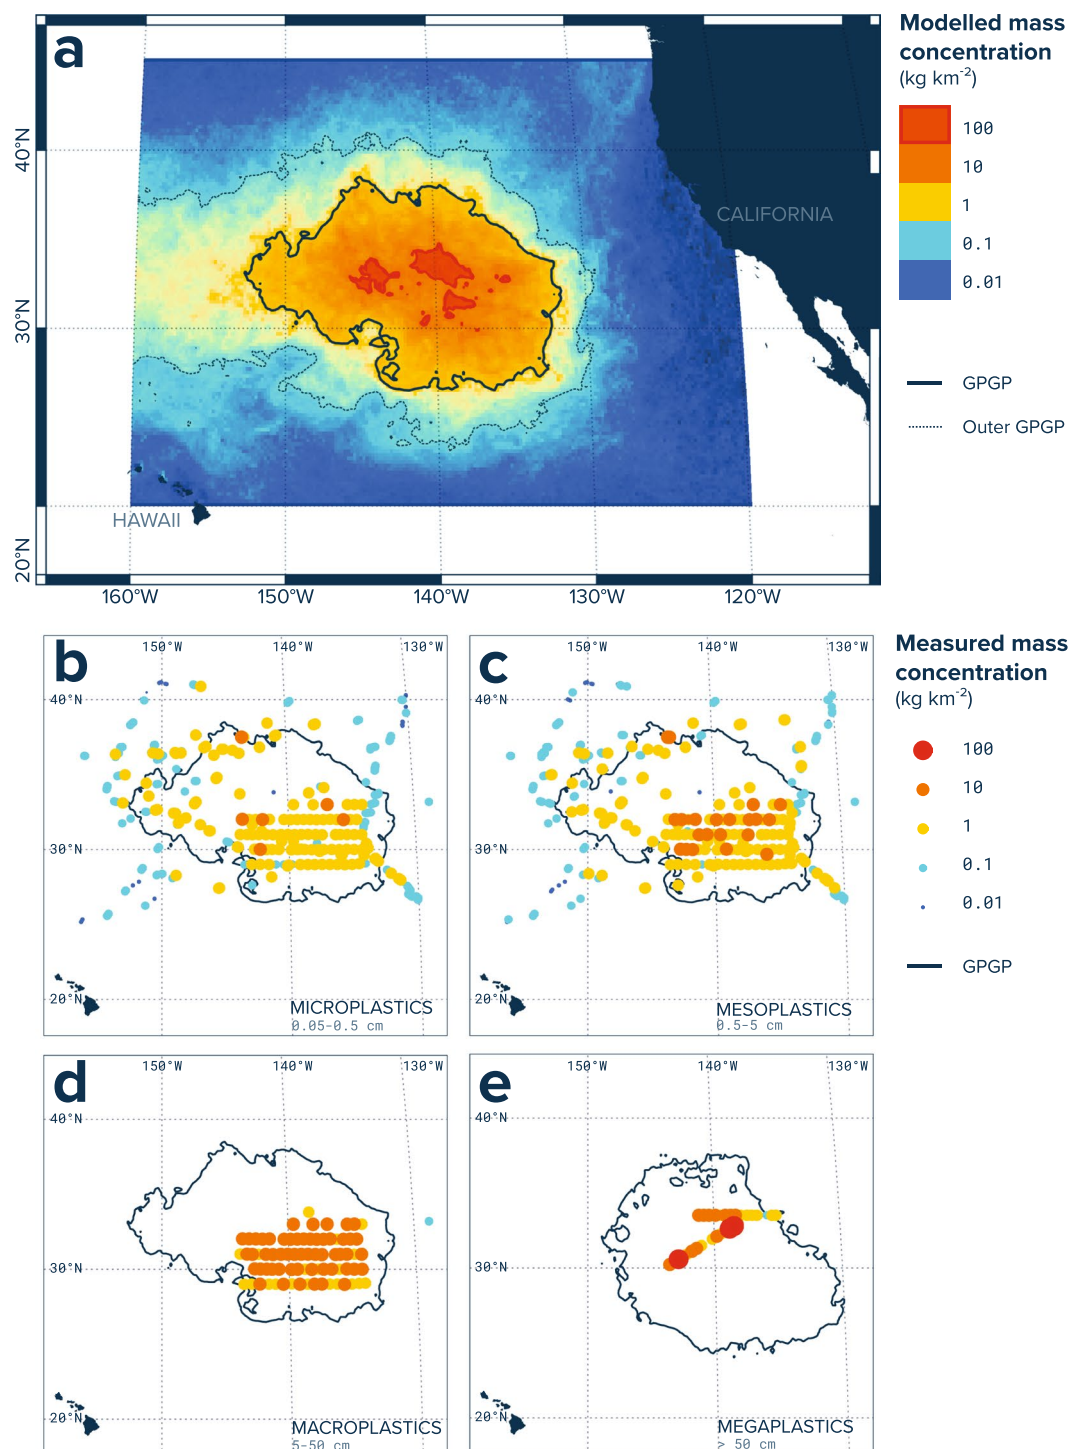 a
Modelled mass
concentration
(kg km-2)
100
10
1
0.1
0.01
GPGP
Outer GPGP
40°N
30°N
20°N
CALIFORNIA
HAWAII
160°W 150°W 140°W 130°W 120°W
b
150°W 140°W 130°W
40°N
30°N
20°N
MICROPLASTICS
0.05-0.5 cm
c
150°W 140°W 130°W
40°N
30°N
20°N
MESOPLASTICS
0.5-5 cm
Measured mass
concentration
(kg km-2)
100
10
1
0.1
0.01
GPGP
d
150°W 140°W 130°W
40°N
30°N
20°N
MACROPLASTICS
5-50 cm
e
150°W 140°W 130°W
40°N
30°N
20°N
MEGAPLASTICS
> 50 cm